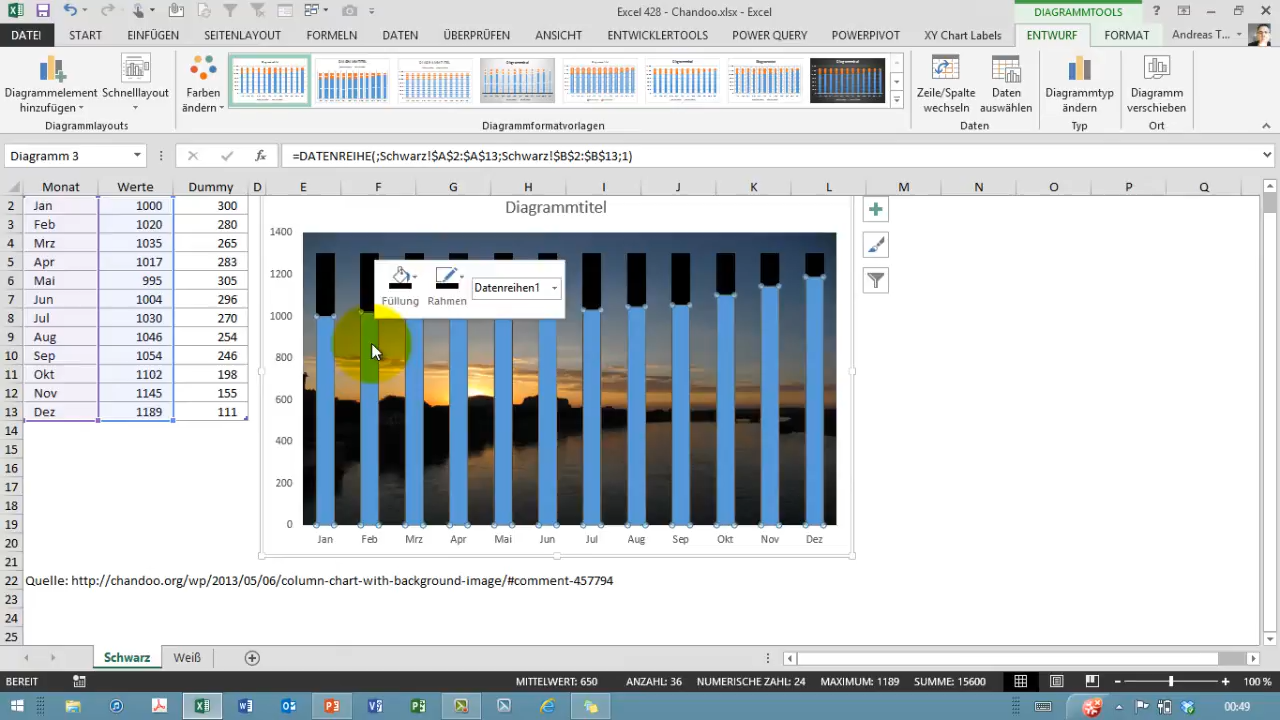 Excel 428 - Chandoo.xlsx - Excel
DIAGRAMMTOOLS
DATEI START EINFÜGEN SEITENLAYOUT FORMELN DATEN ÜBERPRÜFEN ANSICHT ENTWICKLERTOOLS POWER QUERY POWERPIVOT XY Chart Labels ENTWURF FORMAT Andreas T...
Diagrammelement hinzufügen
Schnelllayout
Farben ändern
Zeile/Spalte wechseln
Daten auswählen
Diagrammtyp ändern
Diagramm verschieben
Diagrammlayouts Diagrammformatvorlagen Daten Typ Ort
Diagramm 3 =DATENREIHE(;Schwarz!$A$2:$A$13;Schwarz!$B$2:$B$13;1)
Monat Werte Dummy D E F G H I J K L M N O P Q
2 Jan 1000 300
3 Feb 1020 280
4 Mrz 1035 265
5 Apr 1017 283
6 Mai 995 305
7 Jun 1004 296
8 Jul 1030 270
9 Aug 1046 254
10 Sep 1054 246
11 Okt 1102 198
12 Nov 1145 155
13 Dez 1189 111
14
15
16
17
18
19
20
21
22 Quelle: http://chandoo.org/wp/2013/05/06/column-chart-with-background-image/#comment-457794
23
24
25
Diagrammtitel
1400
1200
1000
800
600
400
200
0
Jan Feb Mrz Apr Mai Jun Jul Aug Sep Okt Nov Dez
Füllung Rahmen Datenreihen1
Schwarz Weiß
BEREIT MITTELWERT: 650 ANZAHL: 36 NUMERISCHE ZAHL: 24 MAXIMUM: 1189 SUMME: 15600 100 %
00:49